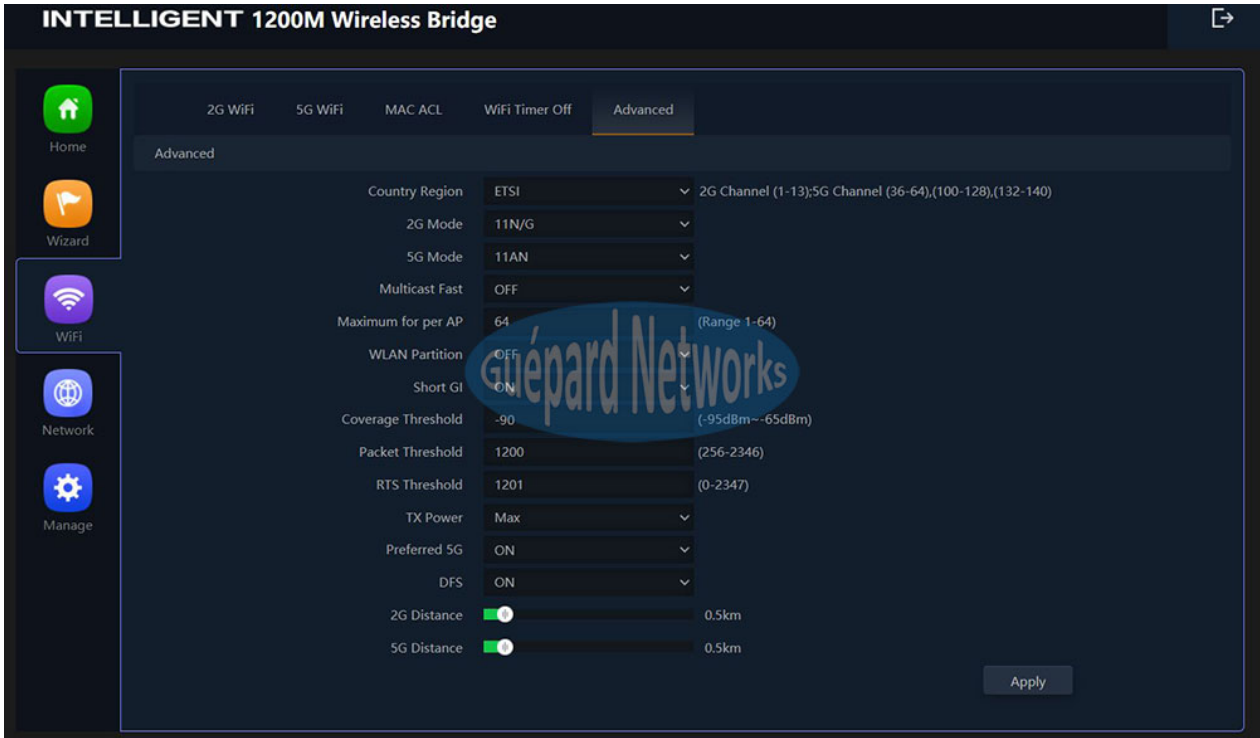 INTELLIGENT 1200M Wireless Bridge
Home
Wizard
WiFi
Network
Manage
2G WiFi 5G WiFi MAC ACL WiFi Timer Off Advanced
Advanced
Country Region ETSI 2G Channel (1-13);5G Channel (36-64),(100-128),(132-140)
2G Mode 11N/G
5G Mode 11AN
Multicast Fast OFF
Maximum for per AP 64 (Range 1-64)
WLAN Partition OFF
Short GI ON
Guépard Networks
Coverage Threshold -90 (-95dBm~-65dBm)
Packet Threshold 1200 (256-2346)
RTS Threshold 1201 (0-2347)
TX Power Max
Preferred 5G ON
DFS ON
2G Distance 0.5km
5G Distance 0.5km
Apply